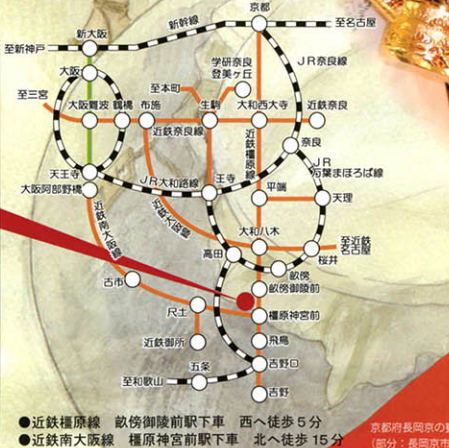 京都
新幹線
至名古屋
新大阪
至新神戸
JR奈良線
大阪
学研奈良
登美ヶ丘
至本町
至三宮
大阪難波
鶴橋
布施
生駒
大和西大寺
近鉄奈良
近鉄奈良線
近鉄橿原線
奈良
天王寺
大阪阿部野橋
JR大和路線
王寺
JR
万葉まほろば線
平端
天理
近鉄南大阪線
近鉄大阪線
大和八木
至近鉄
名古屋
高田
桜井
畝傍
古市
畝傍御陵前
尺土
橿原神宮前
近鉄御所
飛鳥
五条
吉野口
至和歌山
吉野
●近鉄橿原線 畝傍御陵前駅下車 西へ徒歩5分
●近鉄南大阪線 橿原神宮前駅下車 北へ徒歩15分
京都府長岡京の
(部分:長岡京市